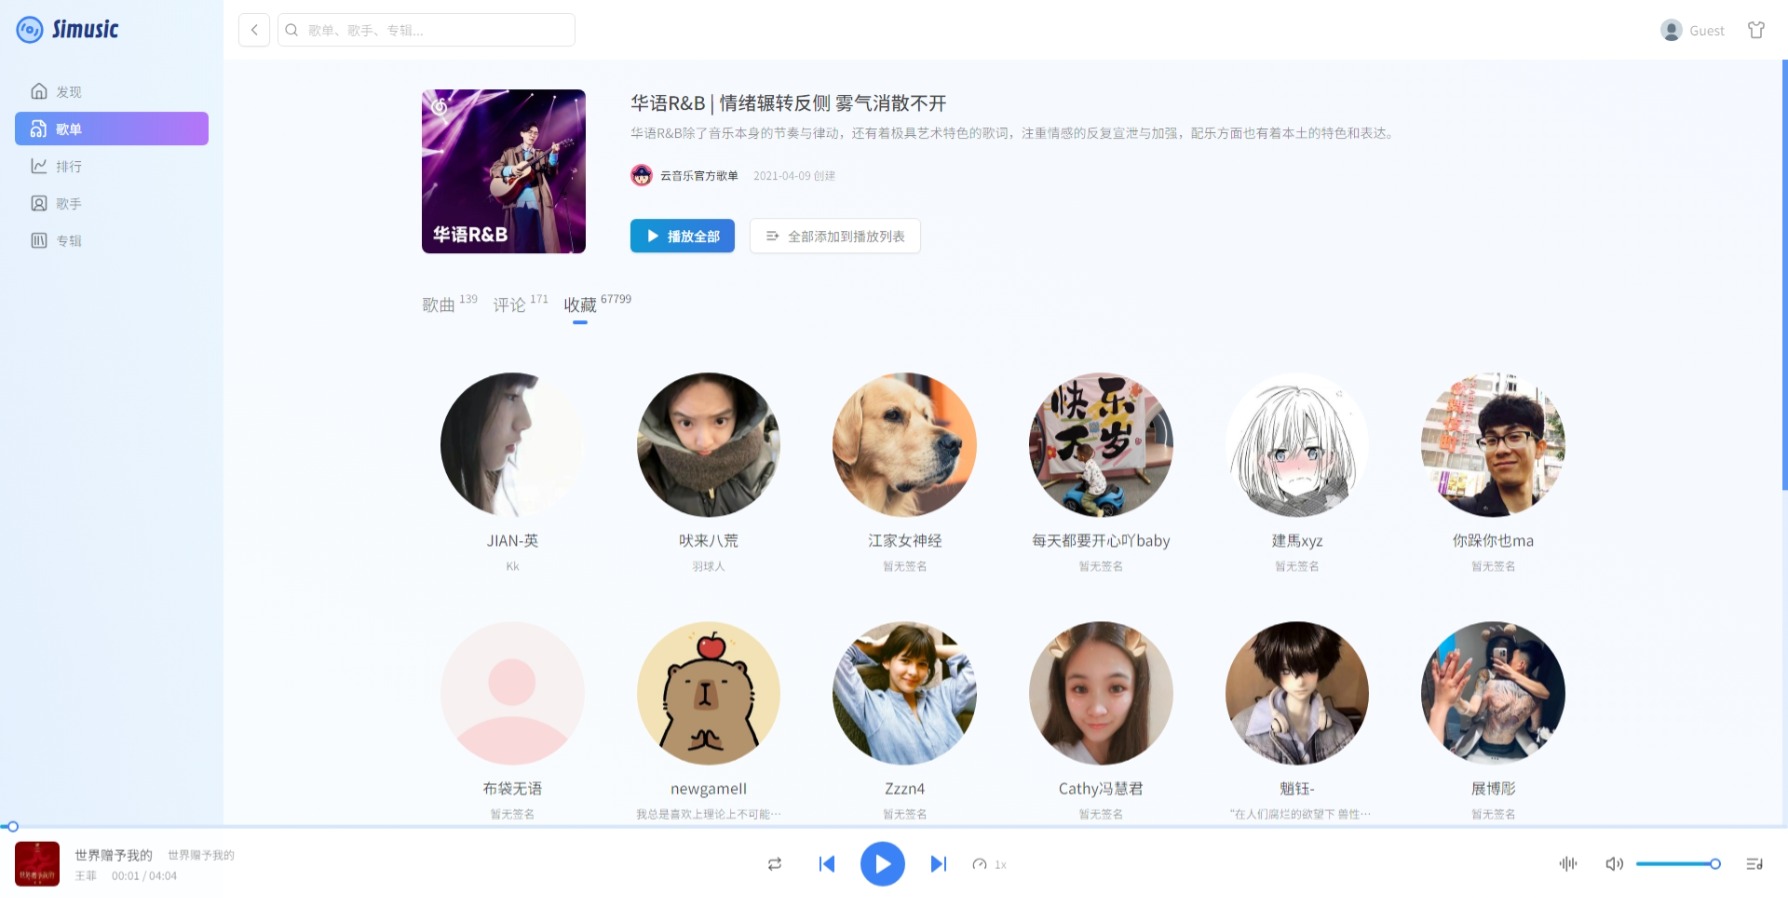 Simusic
歌单、歌手、专辑...
Guest
发现
歌单
排行
歌手
专辑
华语R&B
华语R&B | 情绪辗转反侧 雾气消散不开
华语R&B除了音乐本身的节奏与律动，还有着极具艺术特色的歌词，注重情感的反复宣泄与加强，配乐方面也有着本土的特色和表达。
云音乐官方歌单 2021-04-09 创建
播放全部 全部添加到播放列表
歌曲 139 评论 171 收藏 67799
快乐
万岁
JIAN-英 吠来八荒 江家女神经 每天都要开心吖baby 建馬xyz 你跺你也ma
Kk 羽球人 暂无签名 暂无签名 暂无签名 暂无签名
布袋无语 newgamell Zzzn4 Cathy冯慧君 魈钰- 展博彫
暂无签名 我总是喜欢上理论上不可能… 暂无签名 暂无签名 “在人们腐烂的欲望下 兽性… 暂无签名
世界赠予我的 世界赠予我的
王菲 00:01 / 04:04
1x